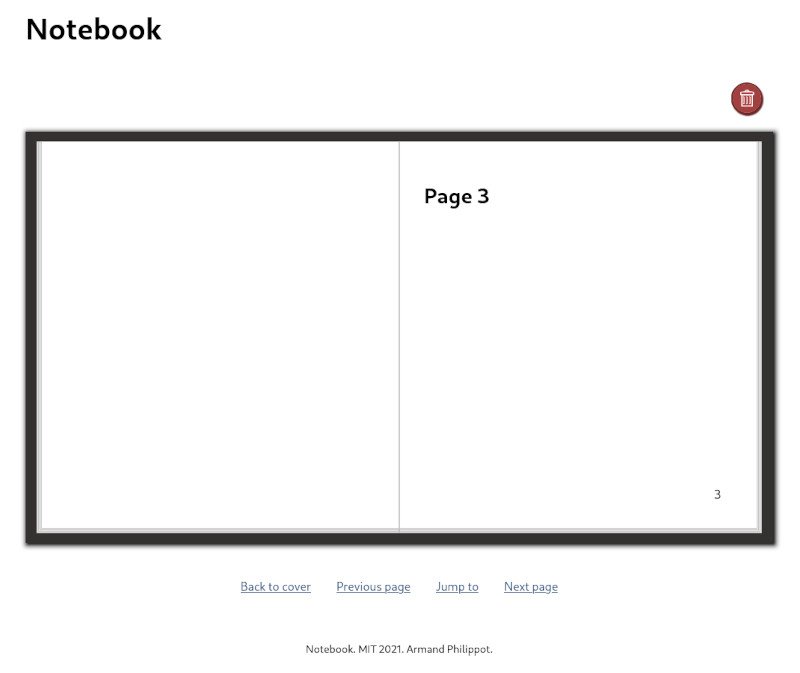 Notebook
Page 3
3
Back to cover Previous page Jump to Next page
Notebook. MIT 2021. Armand Philippot.